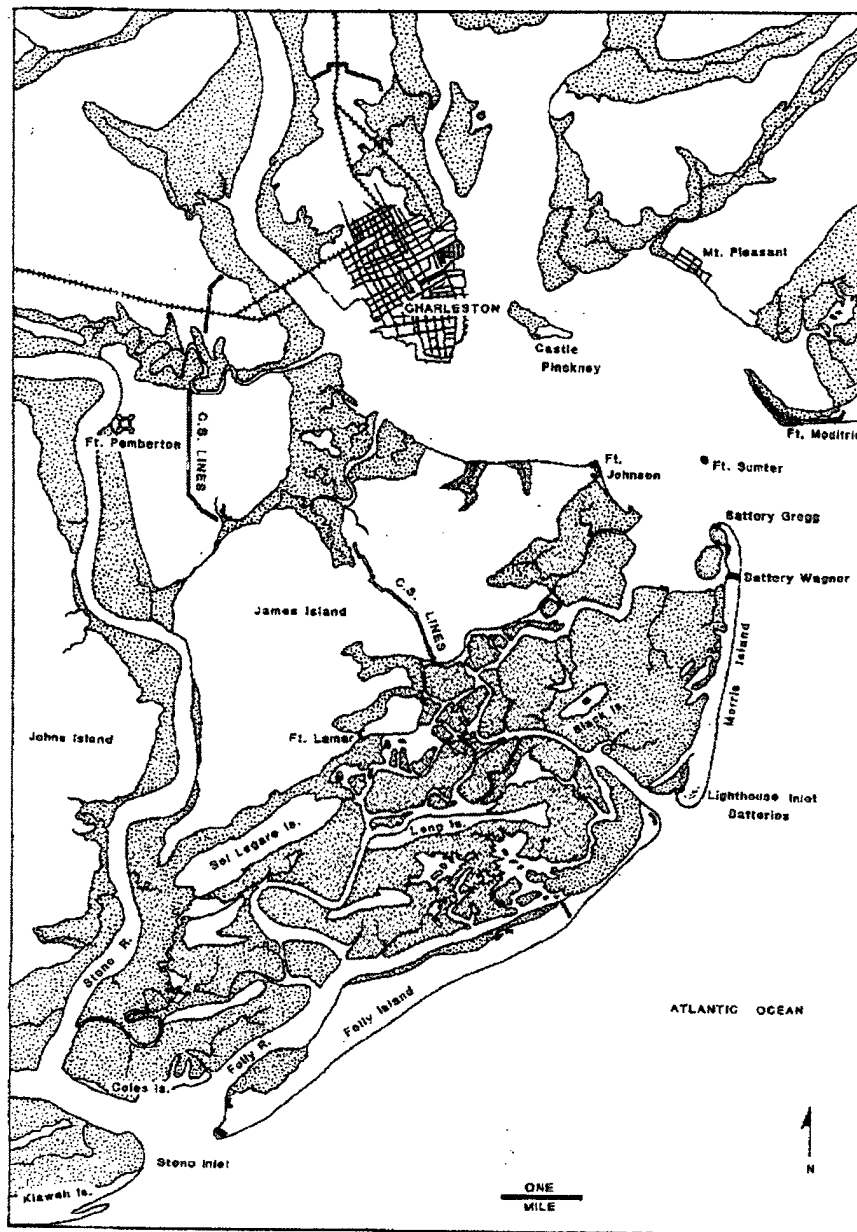 Mt. Pleasant
CHARLESTON
Castle
Pinckney
Ft. Pemberton
C.S. LINES
Ft. Moultrie
Ft.
Johnson
Ft. Sumter
Battery Gregg
Battery Wagner
C.S. LINES
James Island
Morris Island
Black Is.
Johns Island
Ft. Lamar
Lighthouse Inlet
Batteries
Long Is.
Sol Legare Is.
Stono R.
Folly Island
ATLANTIC OCEAN
Folly R.
Coles Is.
Stono Inlet
Kiawah Is.
N
ONE
MILE